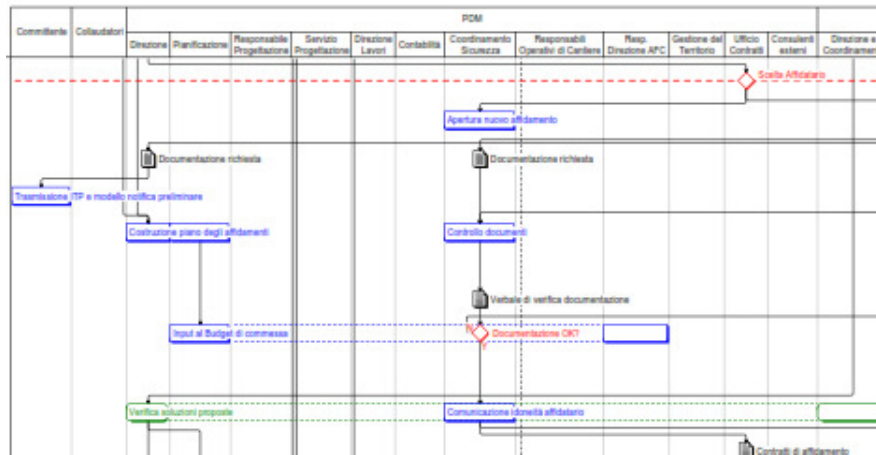 PDM
Committente
Collaudatori
Direzione
Pianificazione
Responsabile
Progettazione
Servizio
Progettazione
Direzione
Lavori
Contabilità
Coordinamento
Sicurezza
Responsabili
Operativi di Cantiere
Resp.
Direzione APC
Gestione del
Territorio
Ufficio
Contratti
Consulenti
esterni
Direzione e
Coordinamen
Scelta Affidatario
Apertura nuovo affidamento
Documentazione richiesta
Documentazione richiesta
Trasmissione ITP e modello notifica preliminare
Costruzione piano degli affidamenti
Controllo documenti
Verbale di verifica documentazione
Input al Budget di commessa
N
Documentazione OK?
Y
Verifica soluzioni proposte
Comunicazione idoneità affidatario
Contratti di affidamento